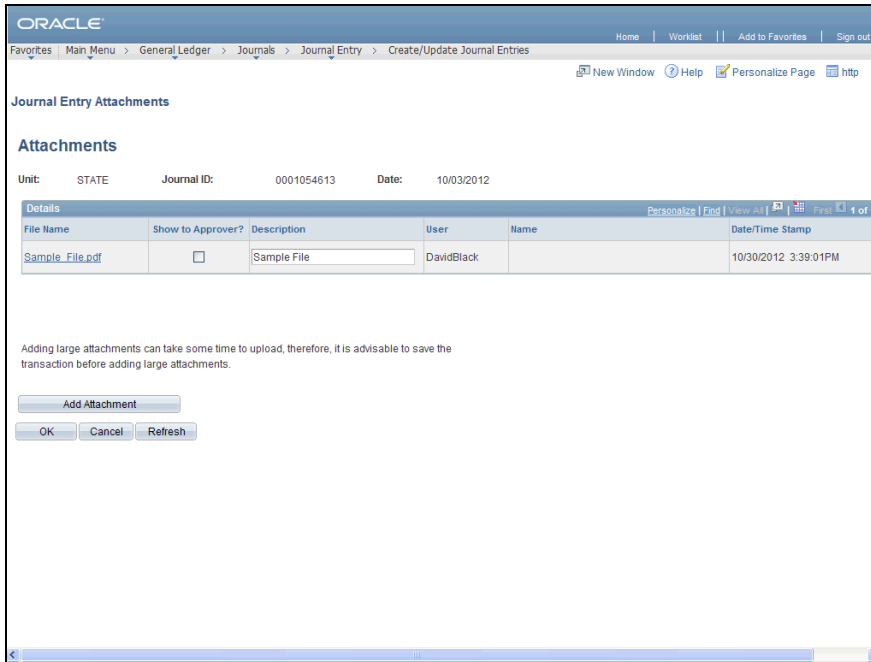 ORACLE®
Home | Worklist || Add to Favorites | Sign out
Favorites | Main Menu > General Ledger > Journals > Journal Entry > Create/Update Journal Entries
New Window ? Help Personalize Page http
Journal Entry Attachments
Attachments
Unit: STATE Journal ID: 0001054613 Date: 10/03/2012
Details Personalize | Find | View All | | First 1 of
File Name Show to Approver? Description User Name Date/Time Stamp
Sample_File.pdf Sample File DavidBlack 10/30/2012 3:39:01PM
Adding large attachments can take some time to upload, therefore, it is advisable to save the
transaction before adding large attachments.
Add Attachment
OK Cancel Refresh